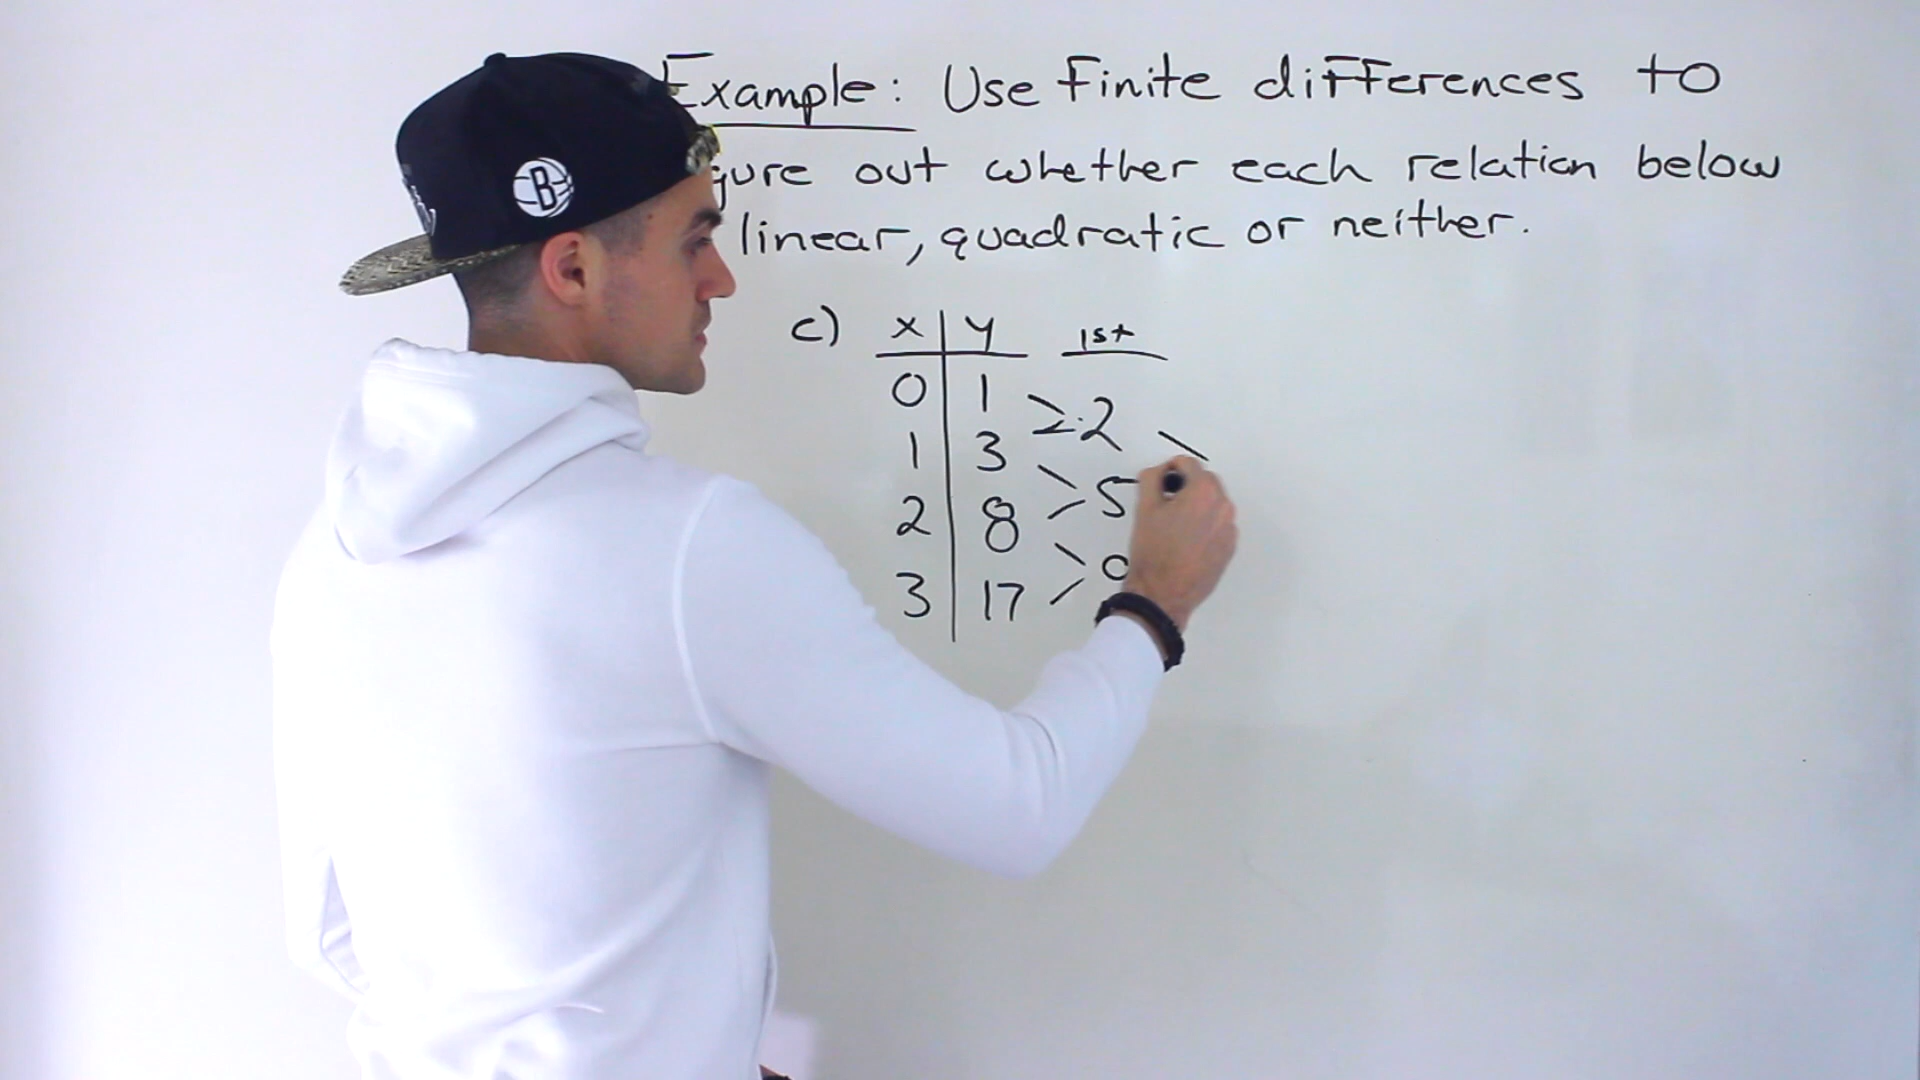 Example: Use Finite differences to
gure out whether each relation below
linear, quadratic or neither.
c) x y 1st
0 1
2
1 3
5
2 8
3 17
B